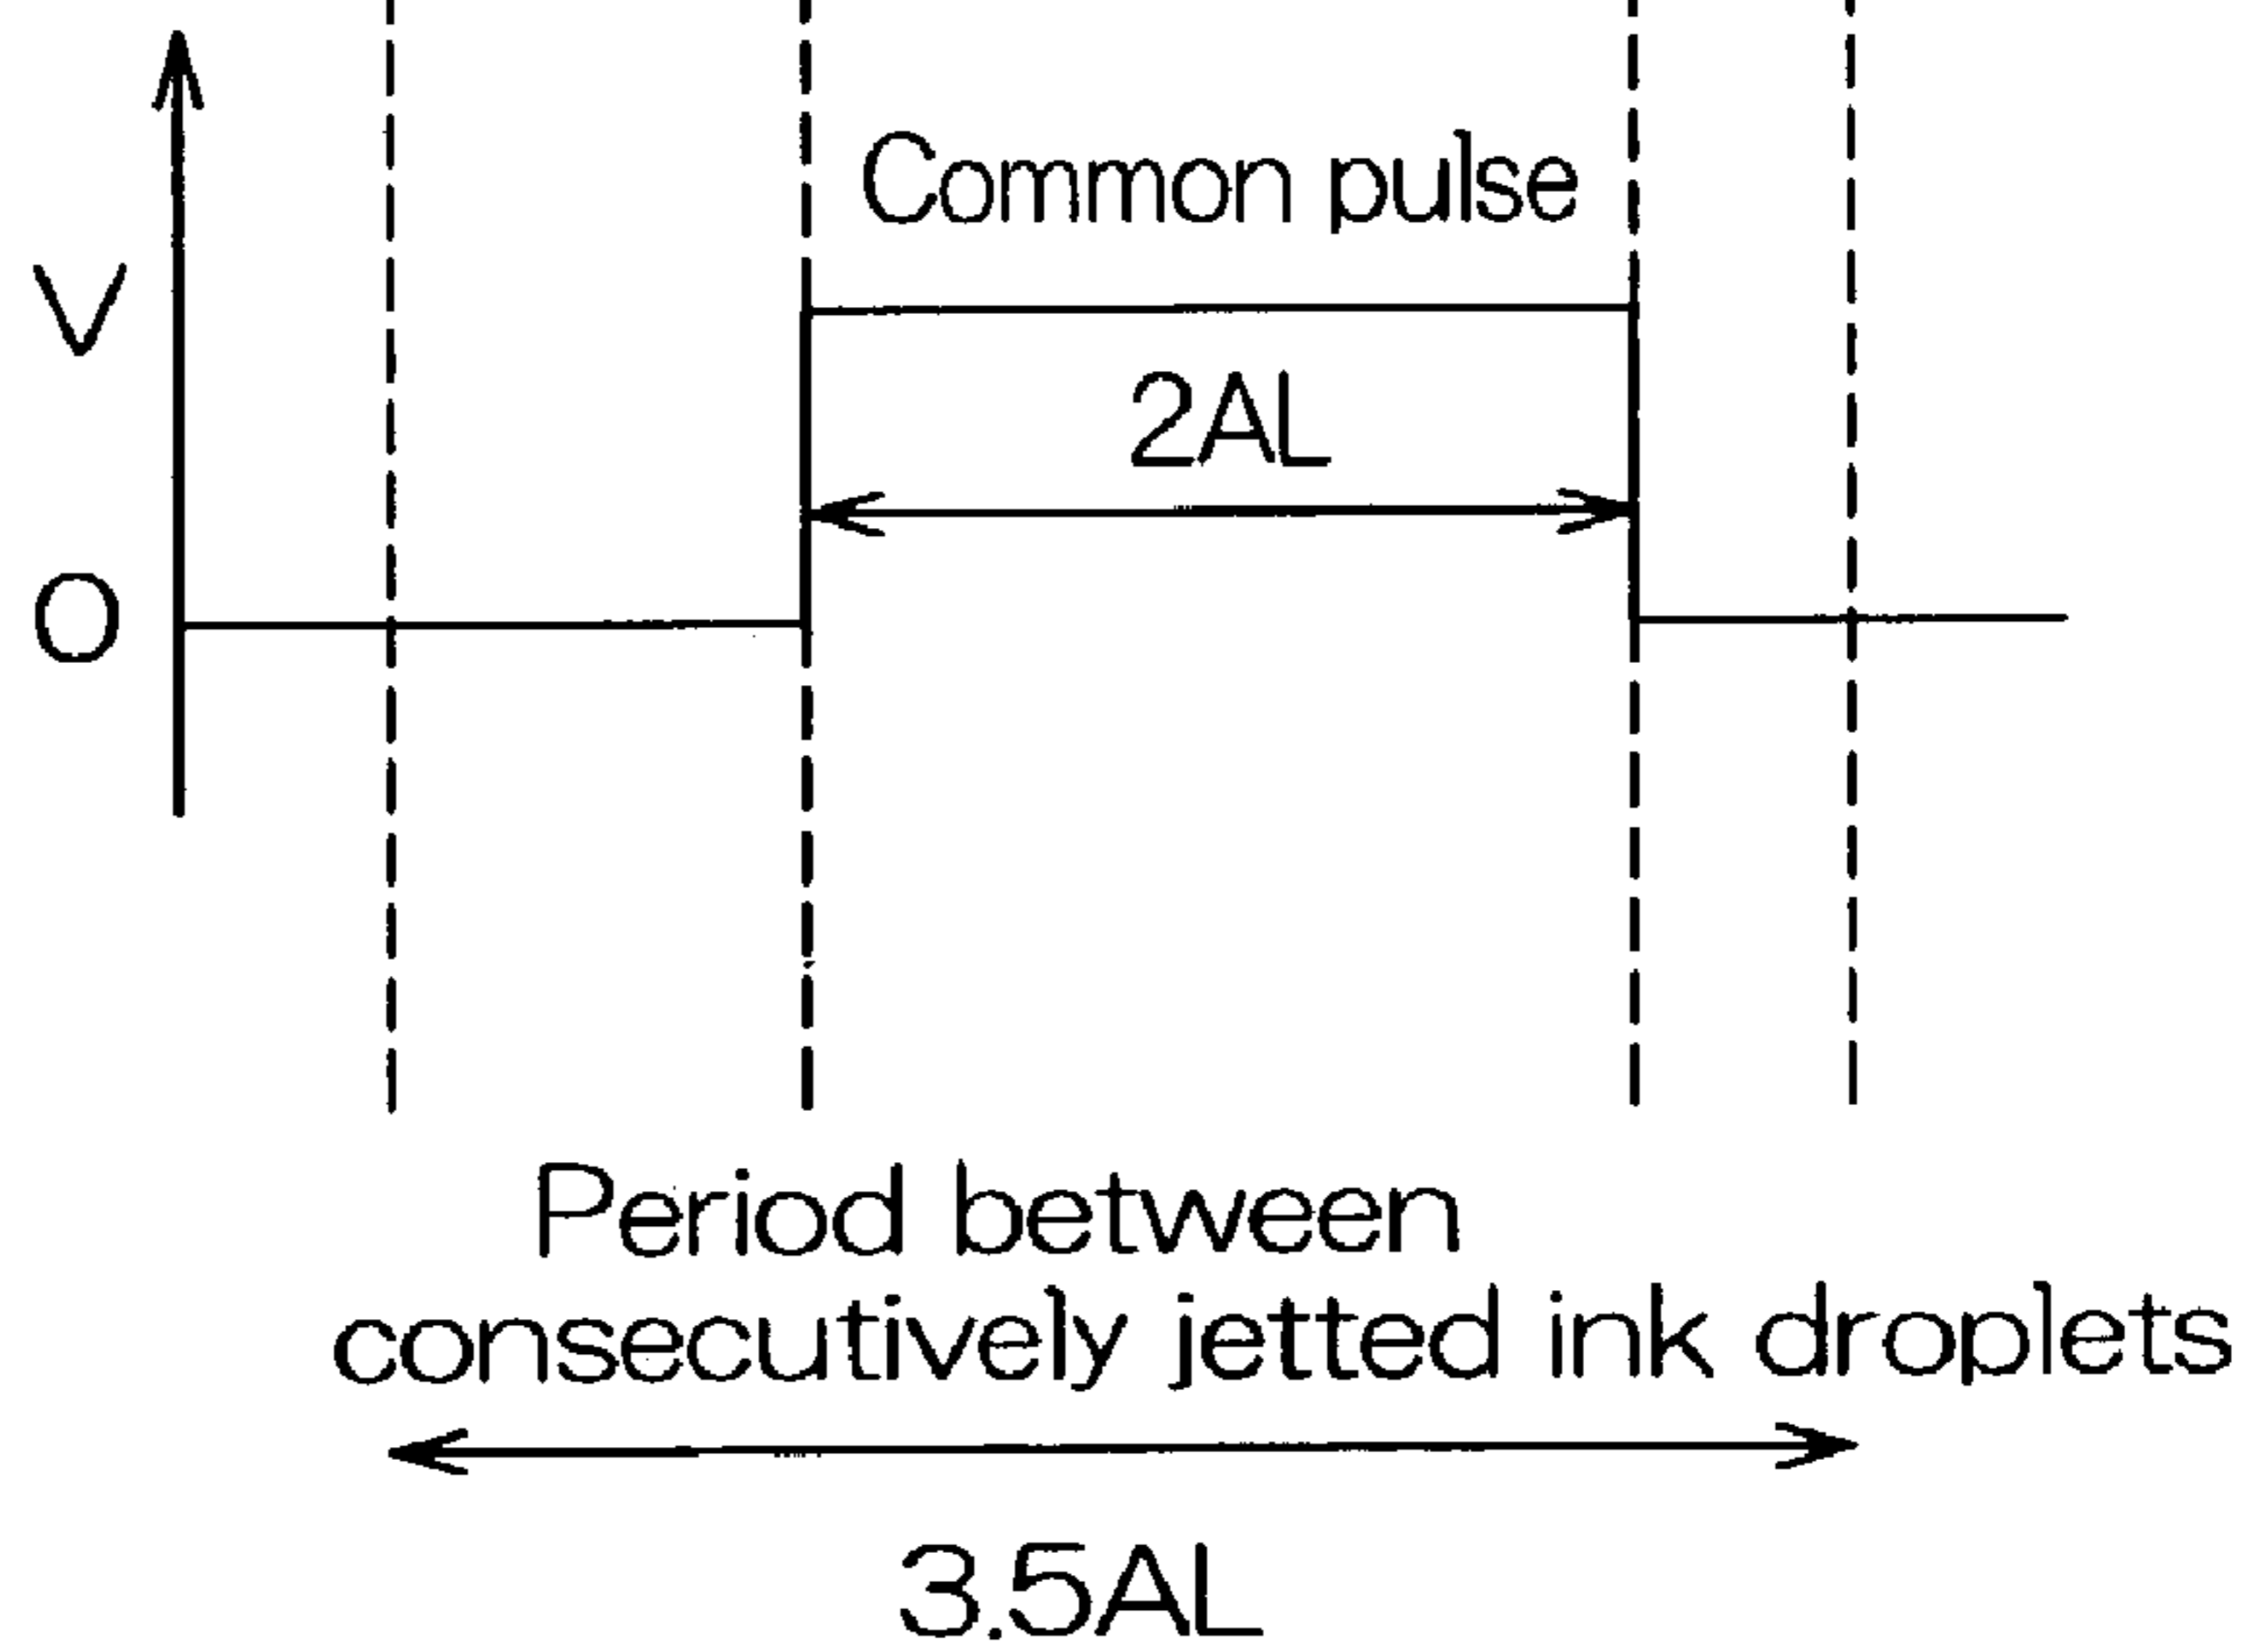 Common pulse
V
2AL
O
Period between
consecutively jetted ink droplets
3.5AL